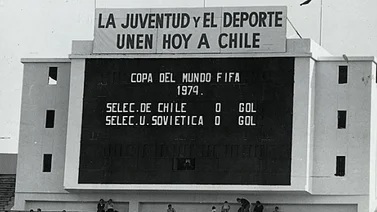 LA JUVENTUD Y EL DEPORTE
UNEN HOY A CHILE
COPA DEL MUNDO FIFA
1974.
SELEC. DE CHILE 0 GOL
SELEC. U. SOVIETICA 0 GOL